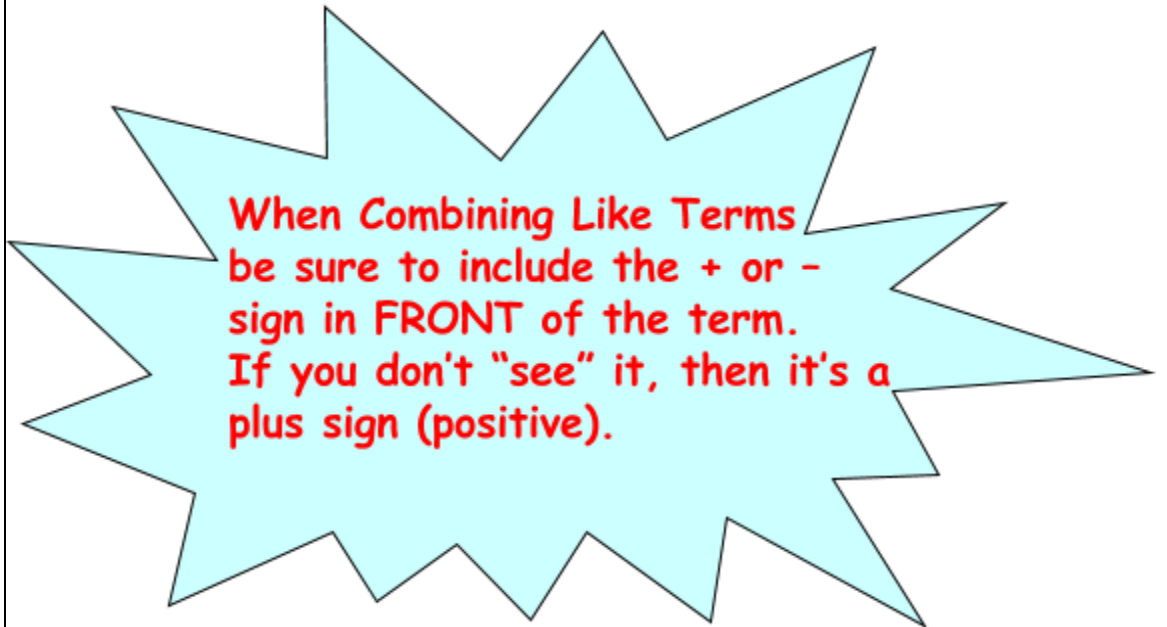 When Combining Like Terms
be sure to include the + or –
sign in FRONT of the term.
If you don't “see” it, then it's a
plus sign (positive).